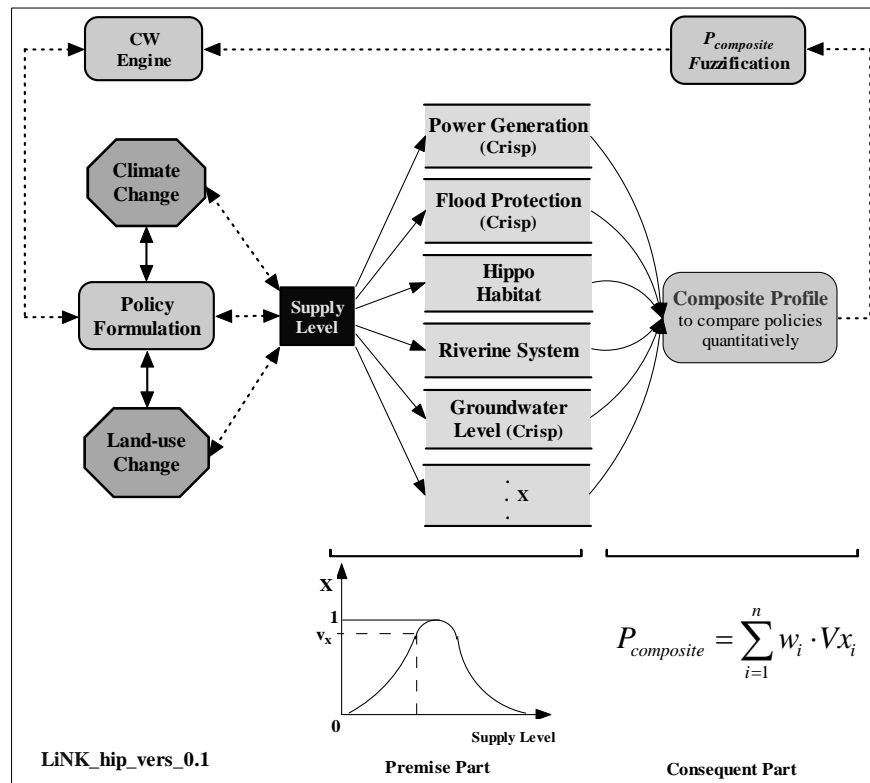 CW
Engine
P_composite
Fuzzification
Power Generation
(Crisp)
Climate
Change
Flood Protection
(Crisp)
Hippo
Habitat
Policy
Formulation
Supply
Level
Composite Profile
to compare policies
quantitatively
Riverine System
Groundwater
Level (Crisp)
Land-use
Change
. x
.
.
X
1
v_x
0
Supply Level
P_composite = \sum_{i=1}^{n} w_i · Vx_i
LiNK_hip_vers_0.1
Premise Part
Consequent Part